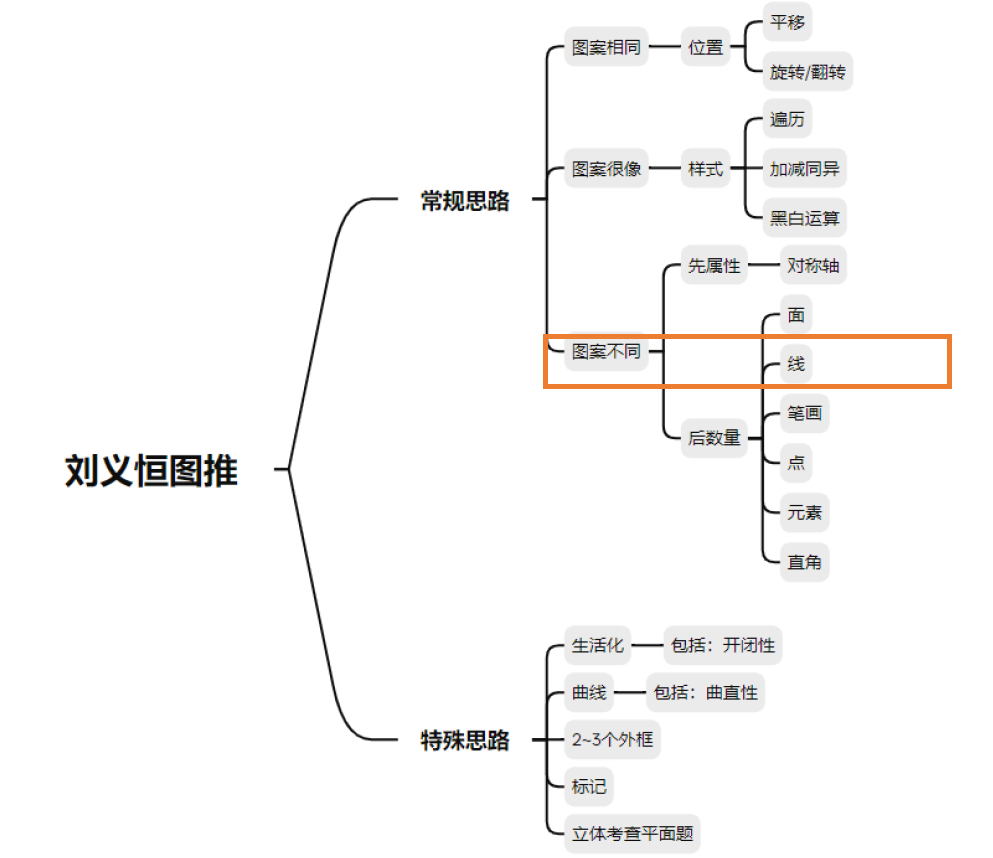 刘义恒图推
常规思路
图案相同
位置
平移
旋转/翻转
图案很像
样式
遍历
加减同异
黑白运算
图案不同
先属性
对称轴
后数量
面
线
笔画
点
元素
直角
特殊思路
生活化
包括：开闭性
曲线
包括：曲直性
2~3个外框
标记
立体考查平面题